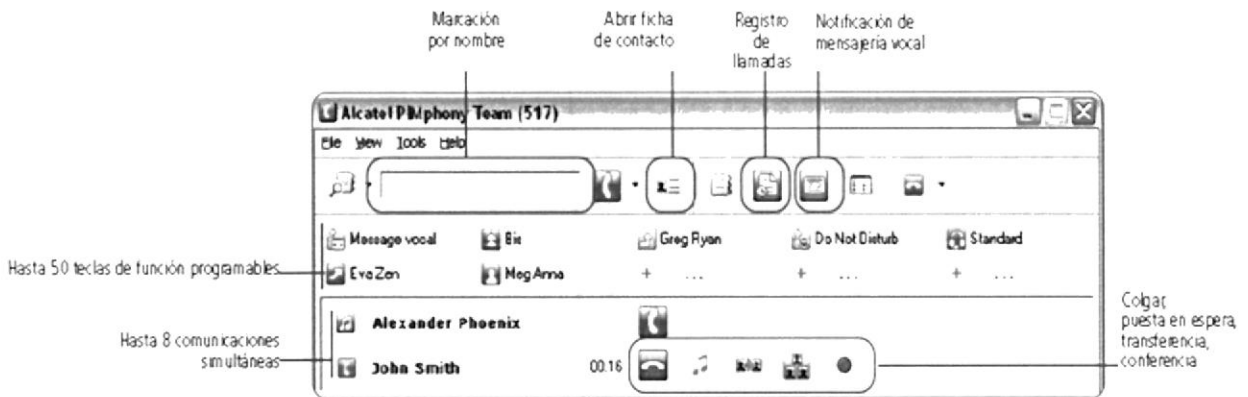 Marcación
por nombre
Abrir ficha
de contacto
Registro
de
llamadas
Notificación de
mensajería vocal
Alcatel PIMphony Team (517)
File View Tools Help
Message vocal
Greg Ryan
Do Not Disturb
Standard
Hasta 50 teclas de función programables
Eva Zen
Meg Anna
+ ...
+ ...
+ ...
Alexander Phoenix
Hasta 8 comunicaciones
simultáneas
John Smith
00:16
Colgar,
puesta en espera,
transferencia,
conferencia